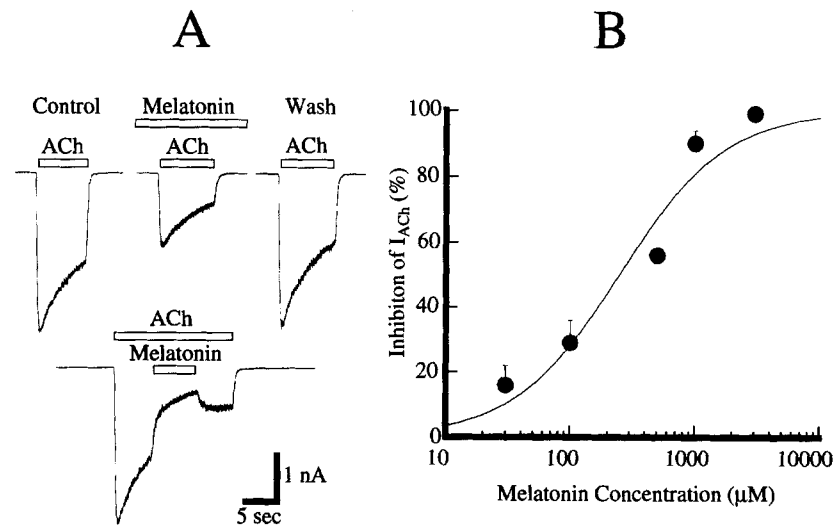 A
Control
Melatonin
Wash
ACh
ACh
ACh
ACh
Melatonin
1 nA
5 sec
B
Inhibiton of I_ACh (%)
100
80
60
40
20
0
10
100
1000
10000
Melatonin Concentration (μM)